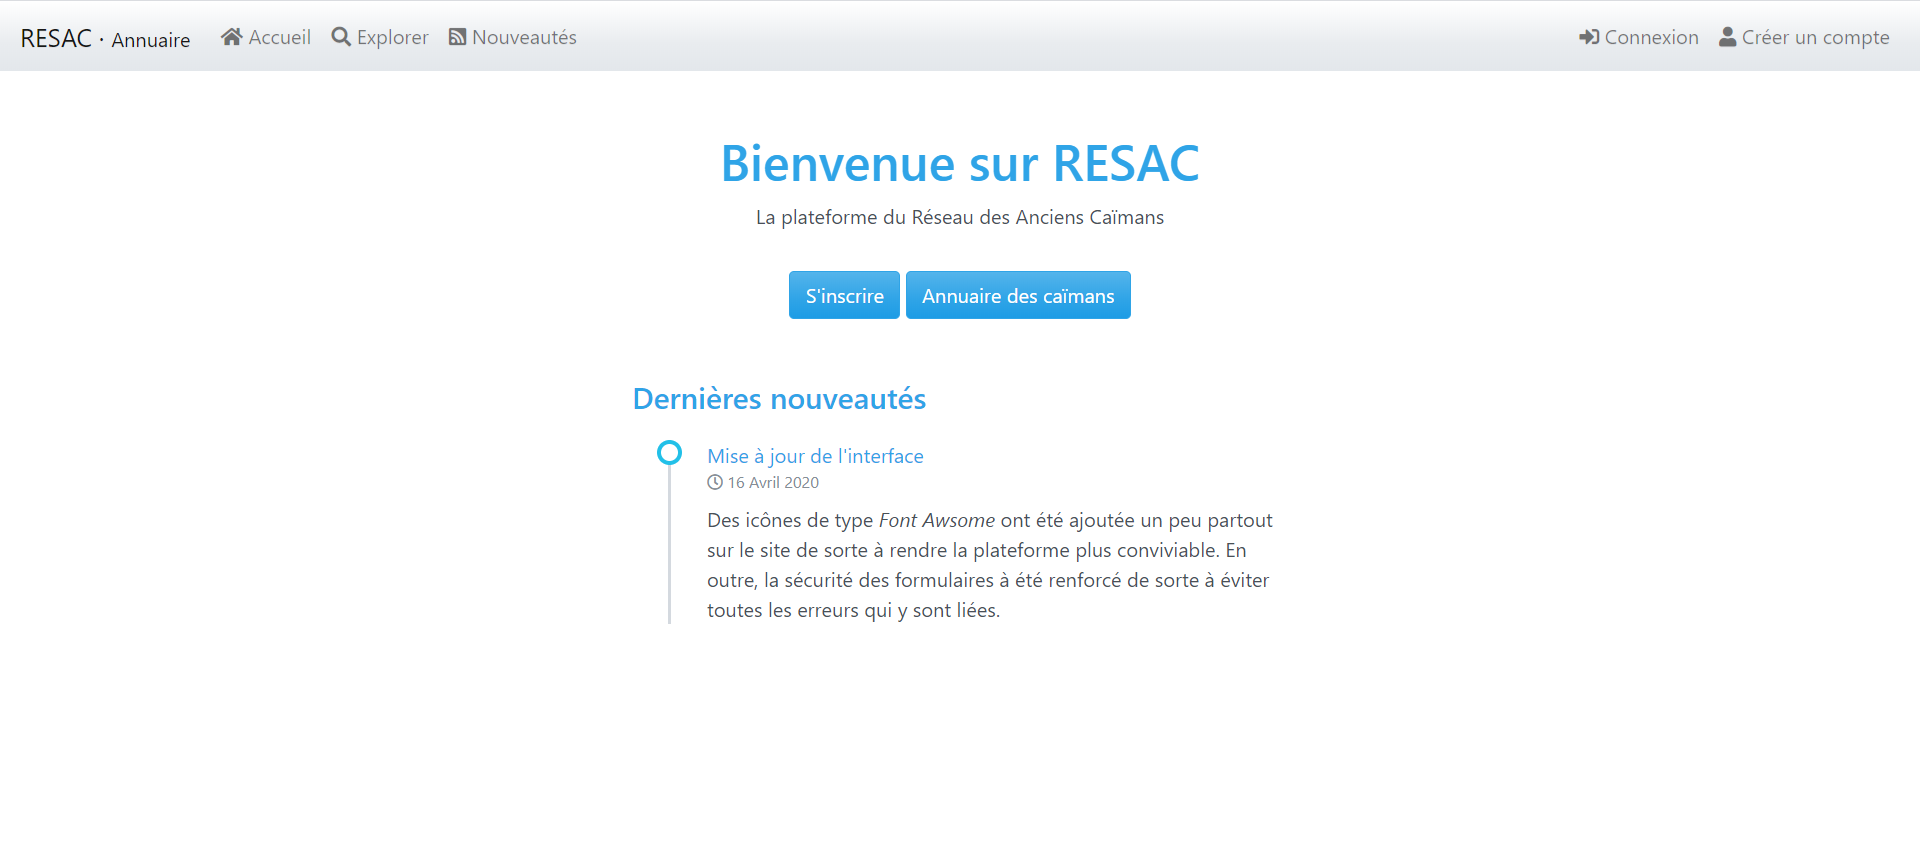 RESAC · Annuaire Accueil Explorer Nouveautés Connexion Créer un compte
Bienvenue sur RESAC
La plateforme du Réseau des Anciens Caïmans
S'inscrire Annuaire des caïmans
Dernières nouveautés
Mise à jour de l'interface
16 Avril 2020
Des icônes de type Font Awsome ont été ajoutée un peu partout
sur le site de sorte à rendre la plateforme plus conviviable. En
outre, la sécurité des formulaires à été renforcé de sorte à éviter
toutes les erreurs qui y sont liées.